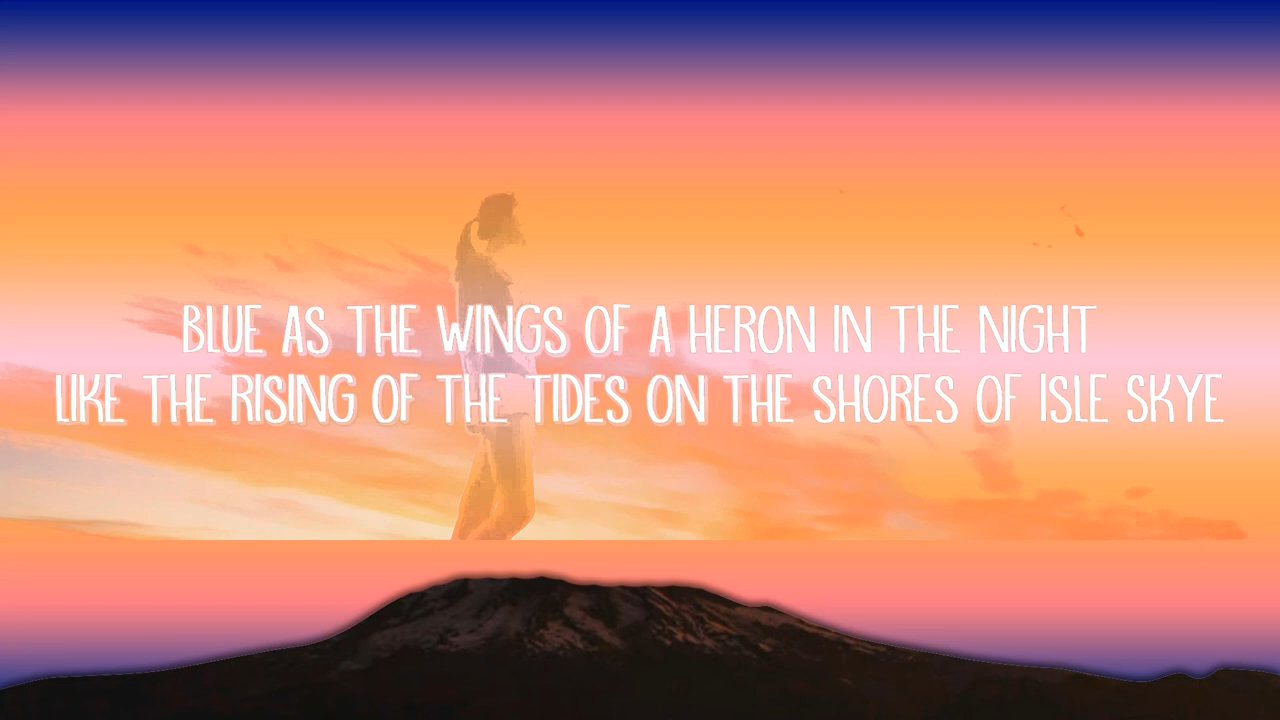 BLUE AS THE WINGS OF A HERON IN THE NIGHT
LIKE THE RISING OF THE TIDES ON THE SHORES OF ISLE SKYE